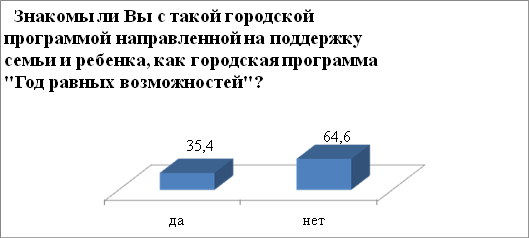 Знакомы ли Вы с такой городской
программой направленной на поддержку
семьи и ребенка, как городская программа
"Год равных возможностей"?
64,6
35,4
да нет